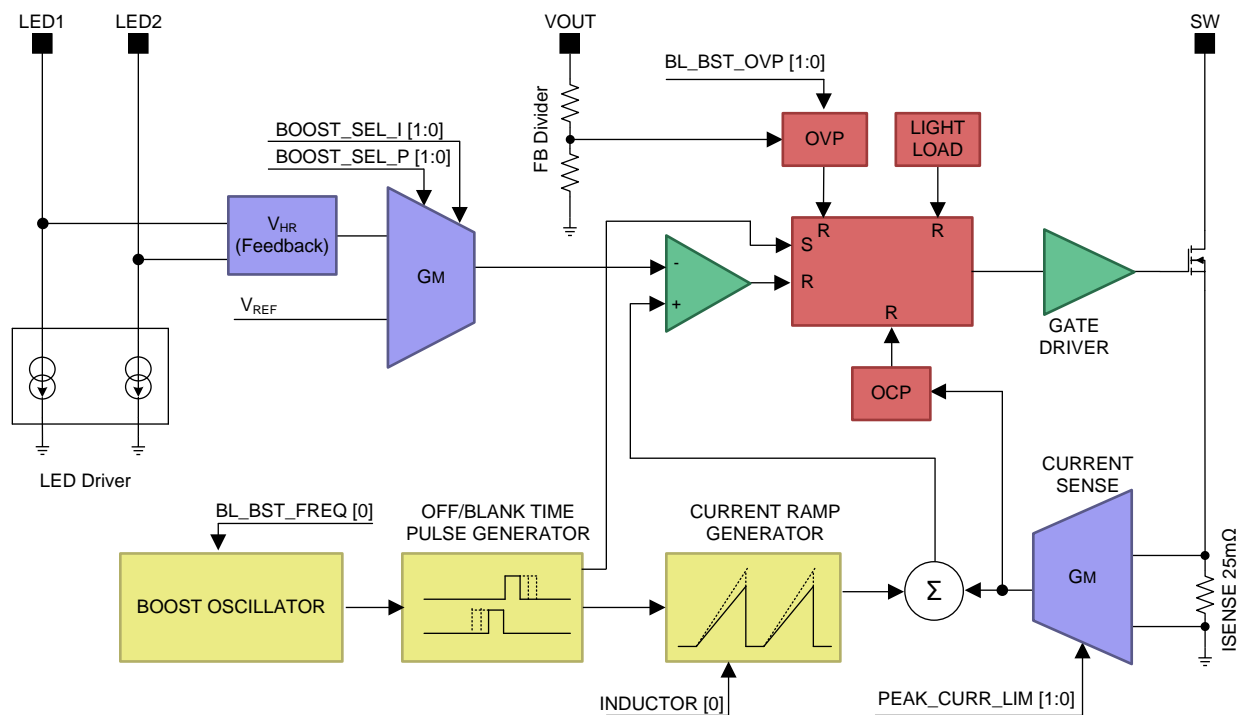 LED1
LED2
VOUT
SW
BL_BST_OVP [1:0]
FB Divider
BOOST_SEL_I [1:0]
BOOST_SEL_P [1:0]
OVP
LIGHT
LOAD
VHR
(Feedback)
GM
VREF
-
+
S
R
R
R
R
GATE
DRIVER
OCP
LED Driver
CURRENT
SENSE
BL_BST_FREQ [0]
OFF/BLANK TIME
PULSE GENERATOR
CURRENT RAMP
GENERATOR
BOOST OSCILLATOR
Σ
GM
ISENSE 25mΩ
INDUCTOR [0]
PEAK_CURR_LIM [1:0]